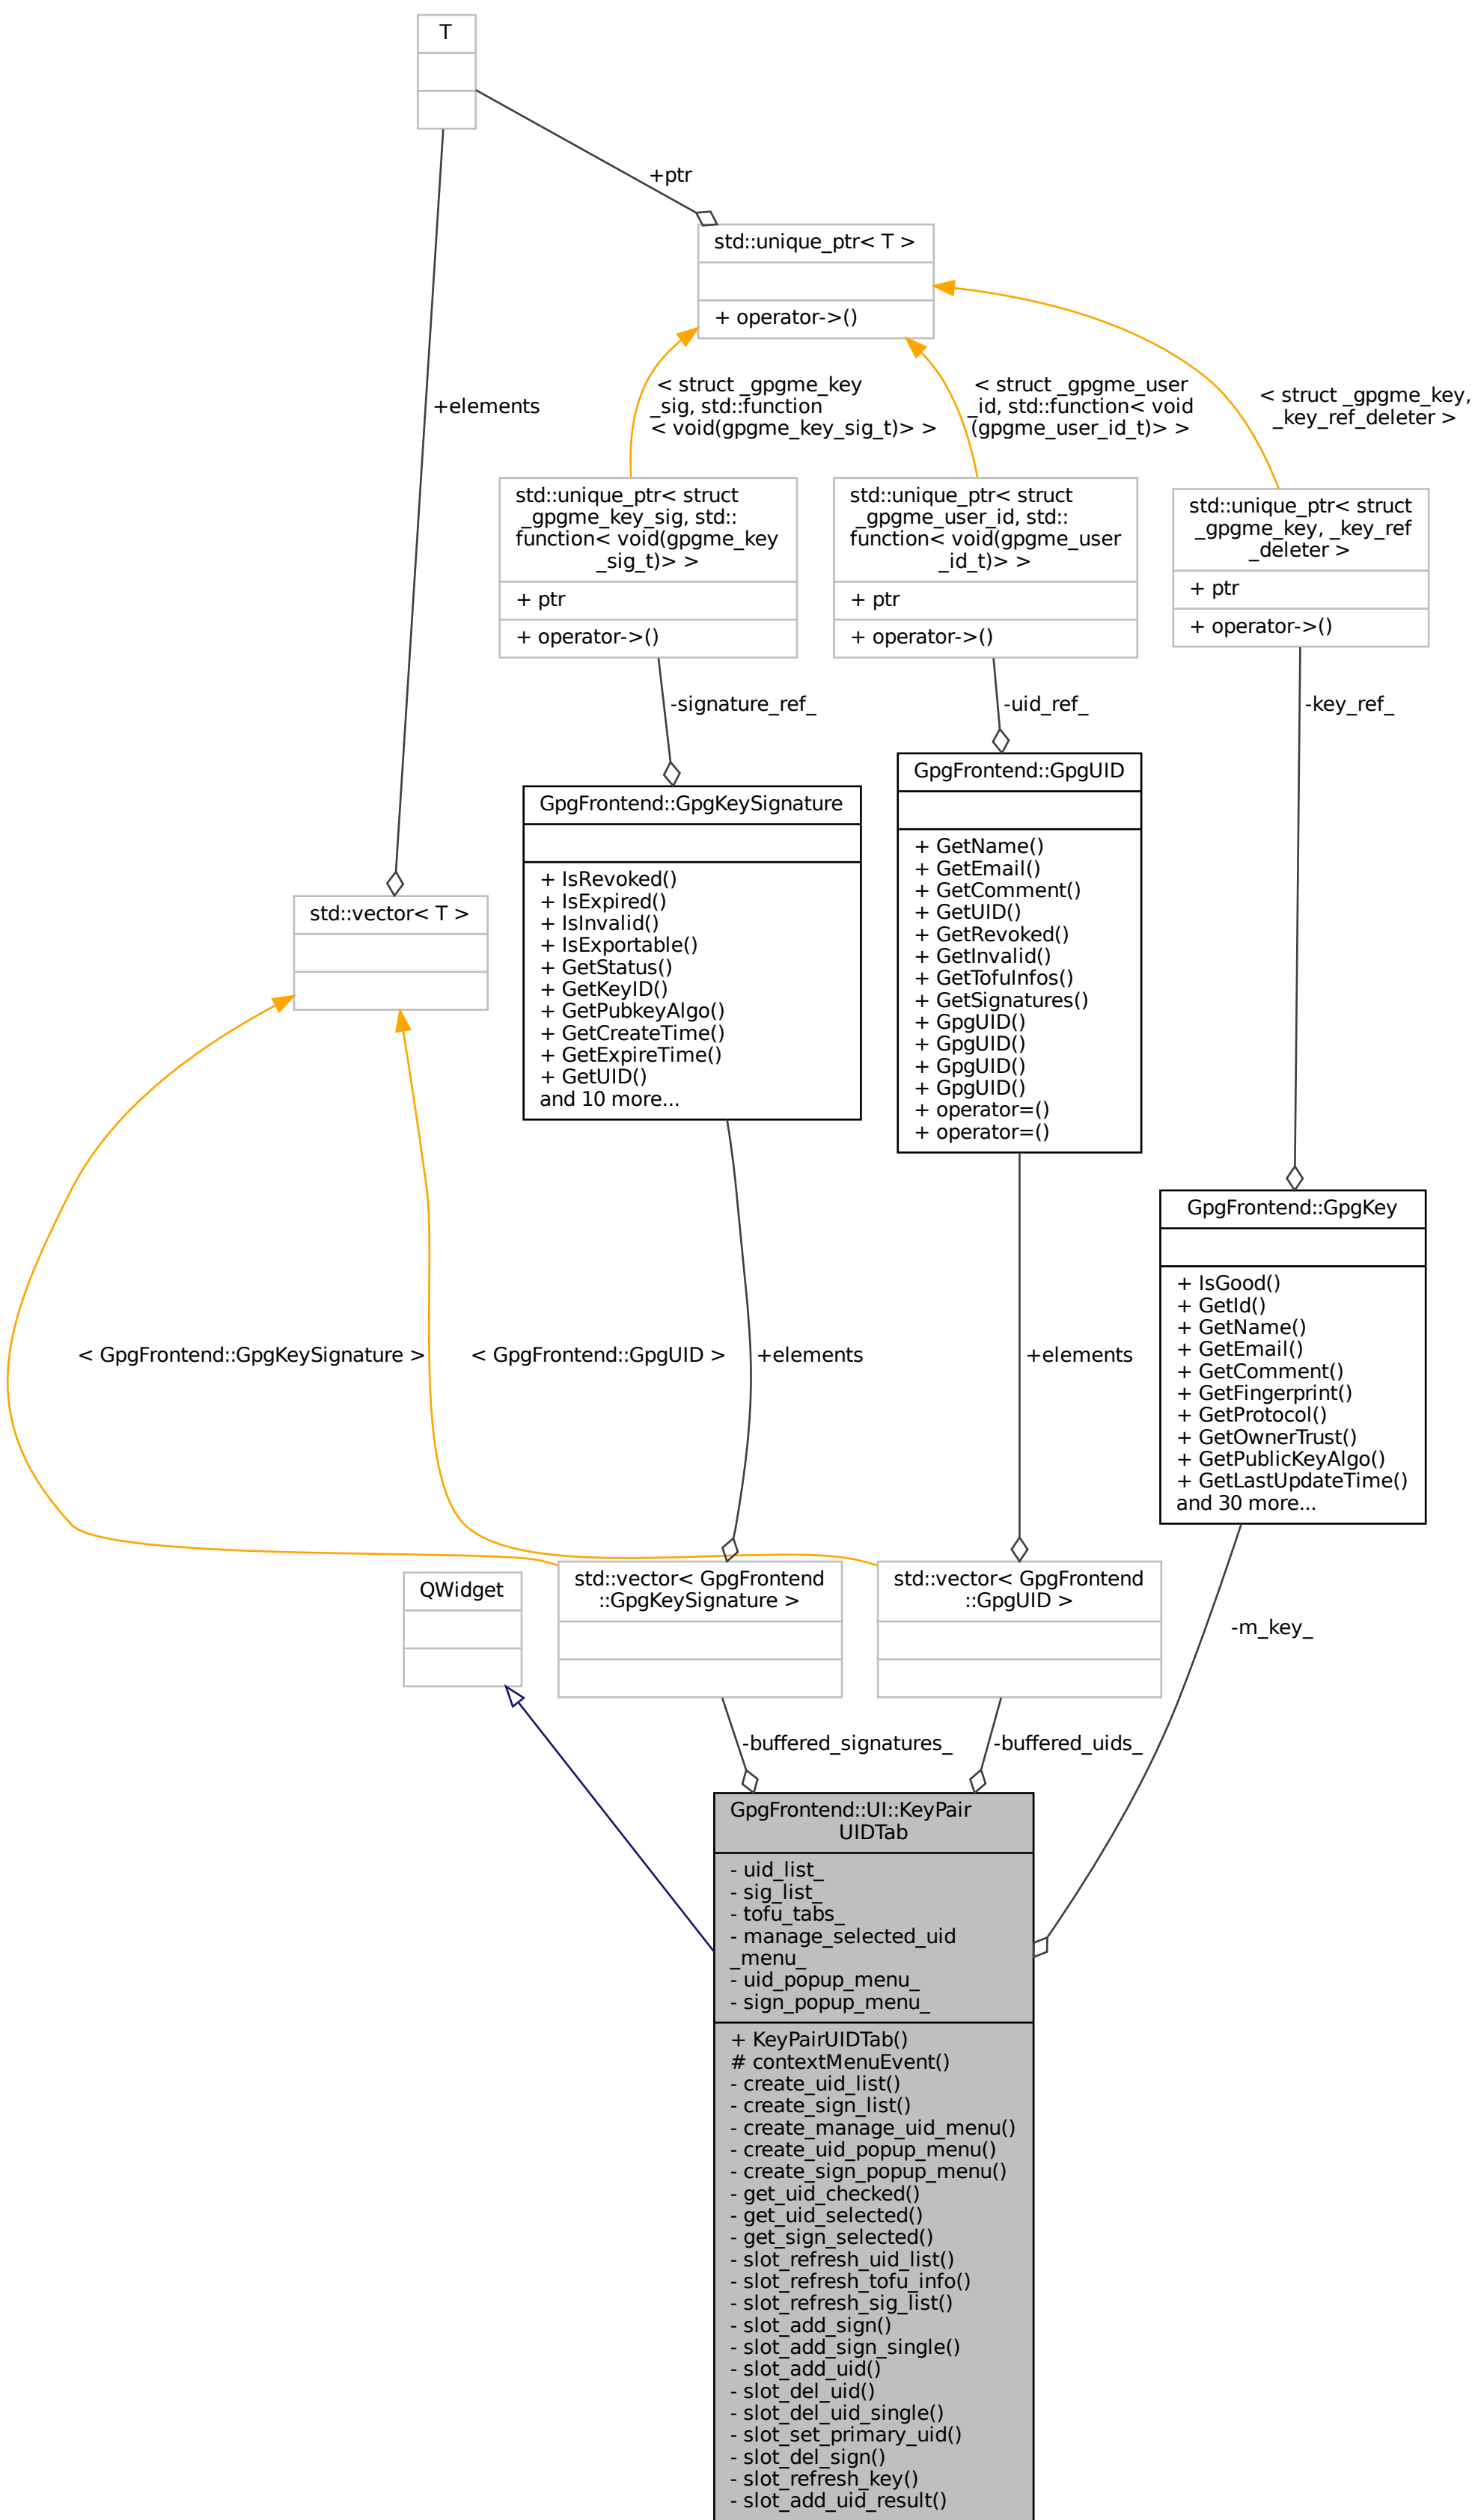 T
+ptr
std::unique_ptr< T >
+ operator->()
+elements
< struct _gpgme_key
_sig, std::function
< void(gpgme_key_sig_t)> >
< struct _gpgme_user
_id, std::function< void
(gpgme_user_id_t)> >
< struct _gpgme_key,
_key_ref_deleter >
std::unique_ptr< struct
_gpgme_key_sig, std::
function< void(gpgme_key
_sig_t)> >
+ ptr
+ operator->()
std::unique_ptr< struct
_gpgme_user_id, std::
function< void(gpgme_user
_id_t)> >
+ ptr
+ operator->()
std::unique_ptr< struct
_gpgme_key, _key_ref
_deleter >
+ ptr
+ operator->()
-signature_ref_
-uid_ref_
-key_ref_
GpgFrontend::GpgKeySignature
+ IsRevoked()
+ IsExpired()
+ IsInvalid()
+ IsExportable()
+ GetStatus()
+ GetKeyID()
+ GetPubkeyAlgo()
+ GetCreateTime()
+ GetExpireTime()
+ GetUID()
and 10 more...
GpgFrontend::GpgUID
+ GetName()
+ GetEmail()
+ GetComment()
+ GetUID()
+ GetRevoked()
+ GetInvalid()
+ GetTofuInfos()
+ GetSignatures()
+ GpgUID()
+ GpgUID()
+ GpgUID()
+ GpgUID()
+ operator=()
+ operator=()
std::vector< T >
GpgFrontend::GpgKey
+ IsGood()
+ GetId()
+ GetName()
+ GetEmail()
+ GetComment()
+ GetFingerprint()
+ GetProtocol()
+ GetOwnerTrust()
+ GetPublicKeyAlgo()
+ GetLastUpdateTime()
and 30 more...
< GpgFrontend::GpgKeySignature >
< GpgFrontend::GpgUID >
+elements
+elements
QWidget
std::vector< GpgFrontend
::GpgKeySignature >
std::vector< GpgFrontend
::GpgUID >
-m_key_
-buffered_signatures_
-buffered_uids_
GpgFrontend::UI::KeyPair
UIDTab
- uid_list_
- sig_list_
- tofu_tabs_
- manage_selected_uid
_menu_
- uid_popup_menu_
- sign_popup_menu_
+ KeyPairUIDTab()
# contextMenuEvent()
- create_uid_list()
- create_sign_list()
- create_manage_uid_menu()
- create_uid_popup_menu()
- create_sign_popup_menu()
- get_uid_checked()
- get_uid_selected()
- get_sign_selected()
- slot_refresh_uid_list()
- slot_refresh_tofu_info()
- slot_refresh_sig_list()
- slot_add_sign()
- slot_add_sign_single()
- slot_add_uid()
- slot_del_uid()
- slot_del_uid_single()
- slot_set_primary_uid()
- slot_del_sign()
- slot_refresh_key()
- slot_add_uid_result()